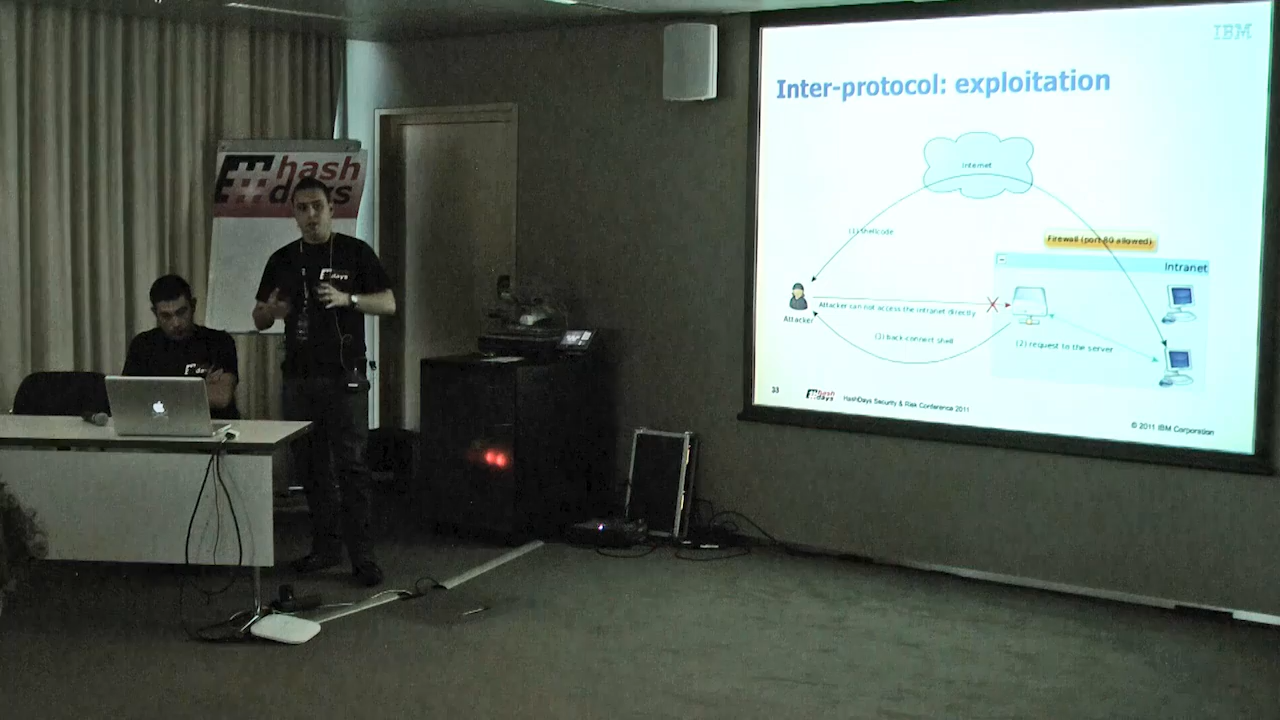 hash
days
days
IBM
Inter-protocol: exploitation
Internet
(1) shellcode
Firewall (port 80 allowed)
Intranet
Attacker can not access the intranet directly
Attacker
(3) back-connect shell
(2) request to the server
33
hash
days
HashDays Security & Risk Conference 2011
© 2011 IBM Corporation